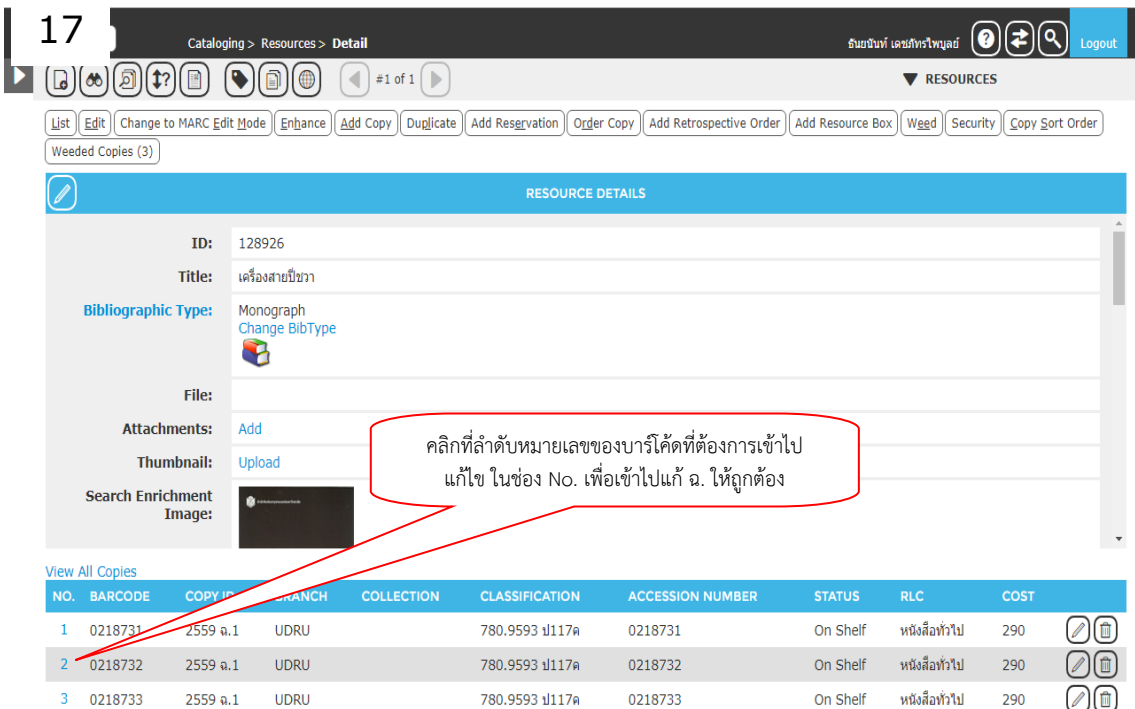 17
Cataloging > Resources > Detail
ธันยนันท์ เดชภัทรไพบูลย์
Logout
#1 of 1
▼ RESOURCES
List Edit Change to MARC Edit Mode Enhance Add Copy Duplicate Add Reservation Order Copy Add Retrospective Order Add Resource Box Weed Security Copy Sort Order
Weeded Copies (3)
RESOURCE DETAILS
ID: 128926
Title: เครื่องสายปี่ชวา
Bibliographic Type: Monograph
Change BibType
File:
Attachments: Add
Thumbnail: Upload
Search Enrichment
Image:
คลิกที่ลำดับหมายเลขของบาร์โค้ดที่ต้องการเข้าไป
แก้ไข ในช่อง No. เพื่อเข้าไปแก้ ฉ. ให้ถูกต้อง
View All Copies
NO. BARCODE COPY ID BRANCH COLLECTION CLASSIFICATION ACCESSION NUMBER STATUS RLC COST
1 0218731 2559 ฉ.1 UDRU 780.9593 ป117ค 0218731 On Shelf หนังสือทั่วไป 290
2 0218732 2559 ฉ.1 UDRU 780.9593 ป117ค 0218732 On Shelf หนังสือทั่วไป 290
3 0218733 2559 ฉ.1 UDRU 780.9593 ป117ค 0218733 On Shelf หนังสือทั่วไป 290